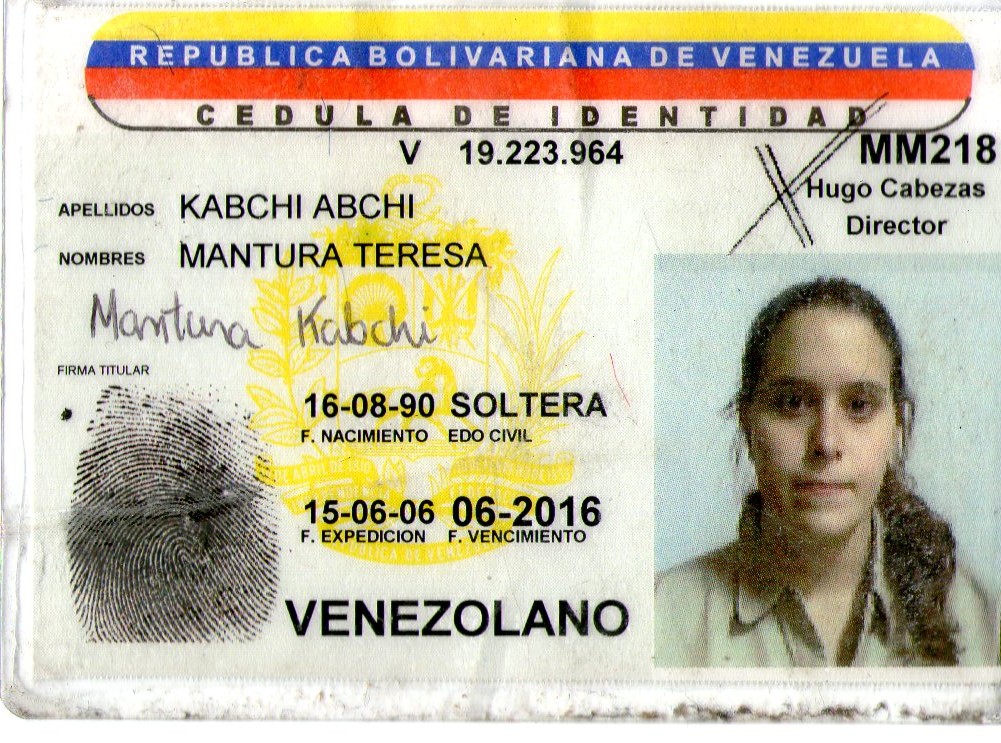 REPUBLICA BOLIVARIANA DE VENEZUELA
CEDULA DE IDENTIDAD
V 19.223.964
MM218
Hugo Cabezas
Director
APELLIDOS KABCHI ABCHI
NOMBRES MANTURA TERESA
Mantura Kabchi
FIRMA TITULAR
16-08-90 SOLTERA
F. NACIMIENTO EDO CIVIL
15-06-06 06-2016
F. EXPEDICION F. VENCIMIENTO
VENEZOLANO